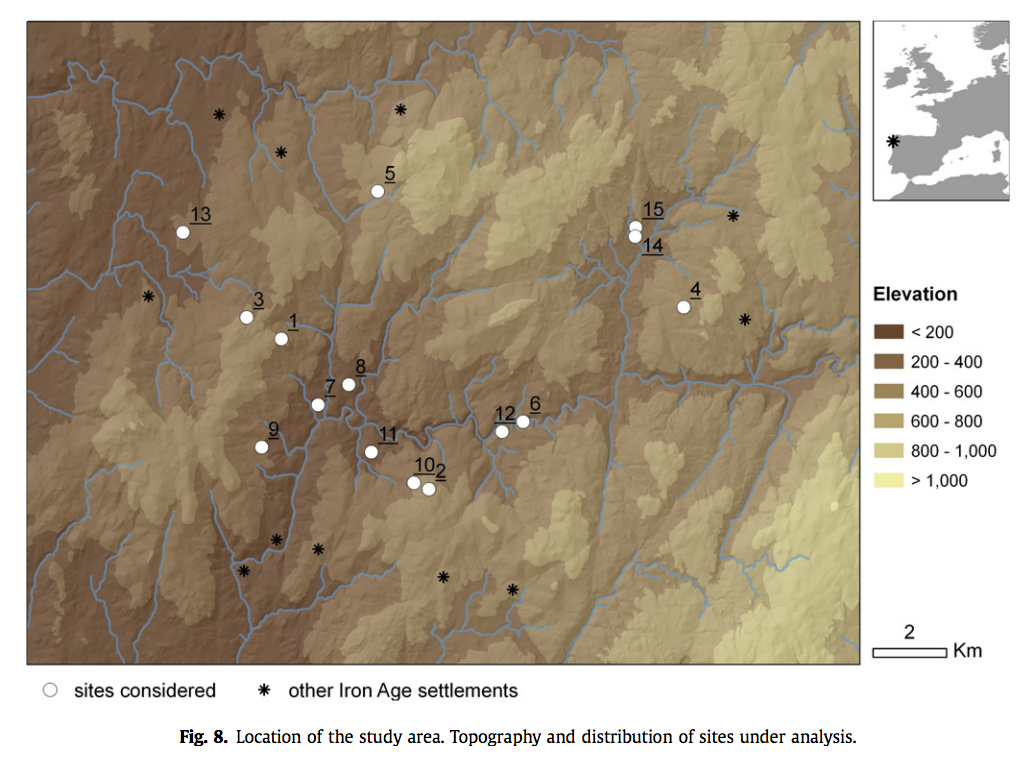 5
13
15
14
4
3
1
8
7
6
12
9
11
10
2
Elevation
< 200
200 - 400
400 - 600
600 - 800
800 - 1,000
> 1,000
2
Km
sites considered
other Iron Age settlements
Fig. 8. Location of the study area. Topography and distribution of sites under analysis.